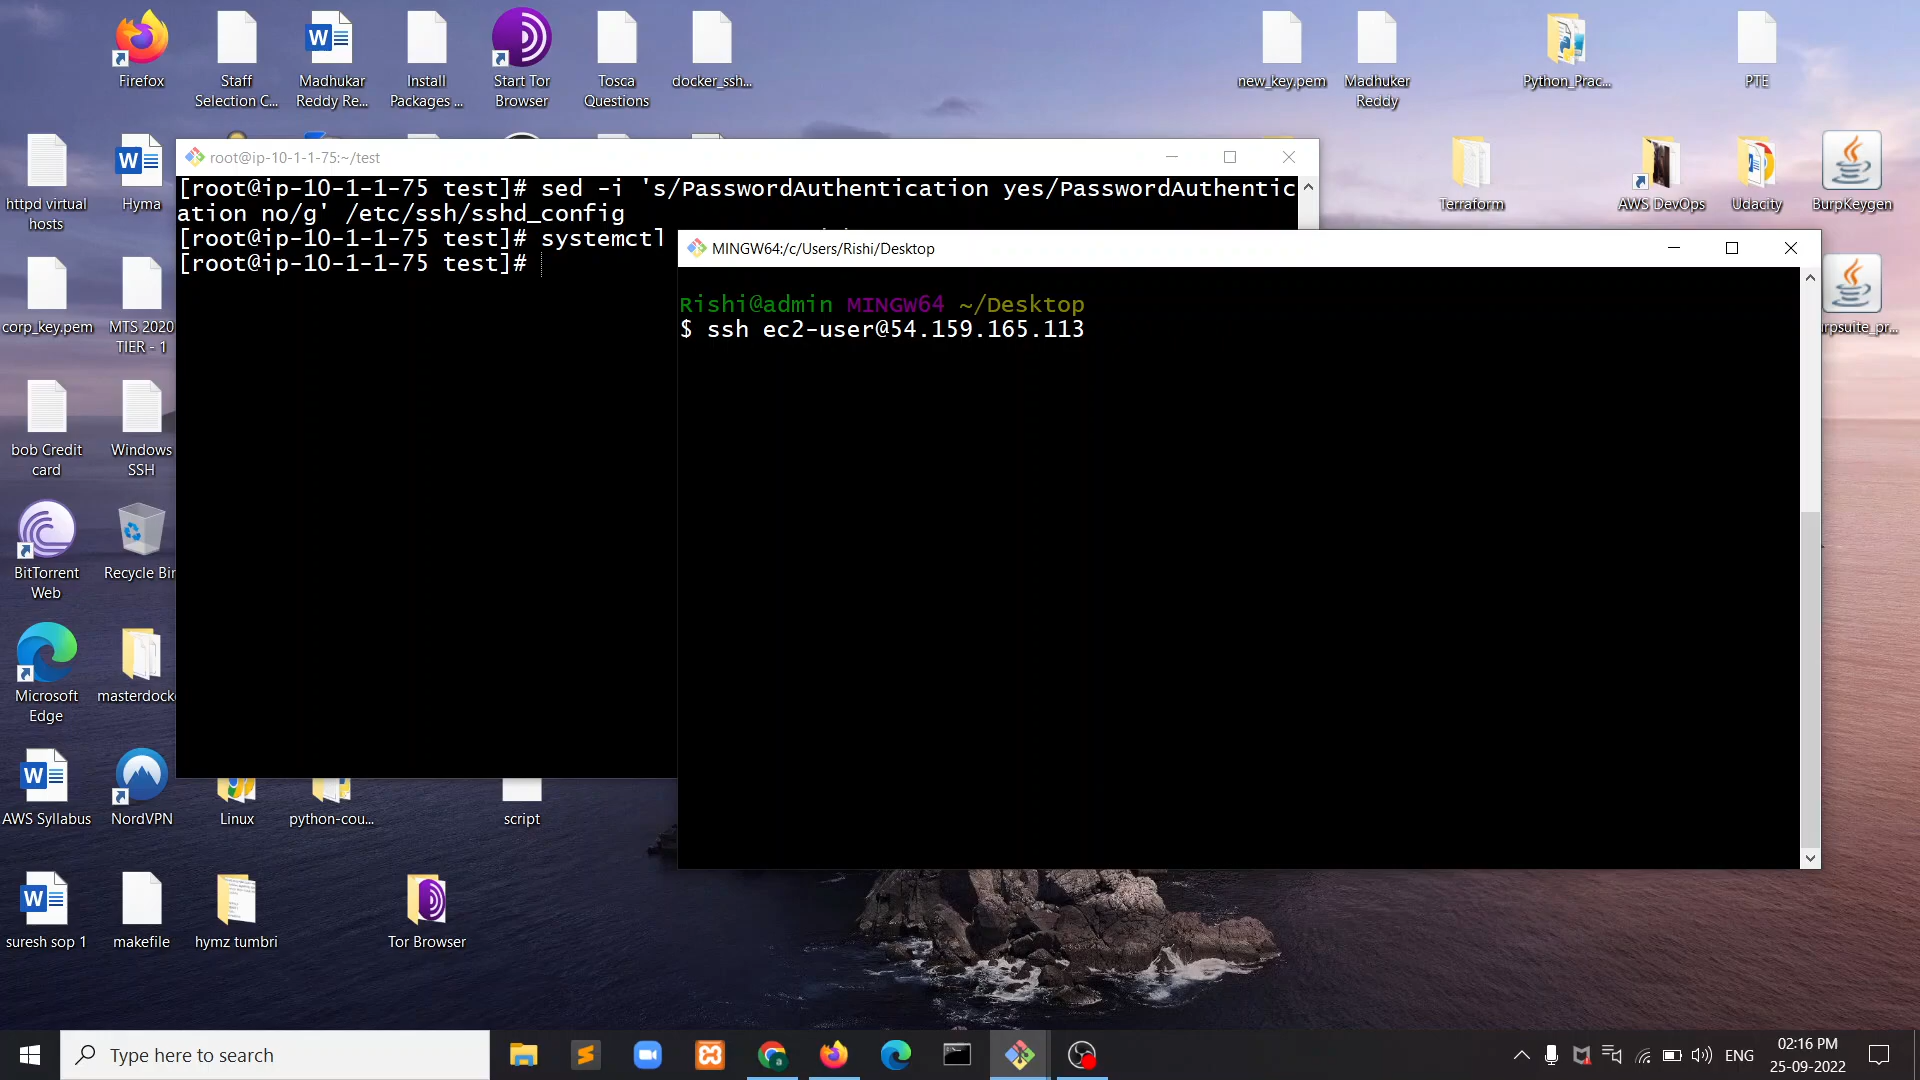 Firefox
Staff
Selection C...
Madhukar
Reddy Re...
Install
Packages ...
Start Tor
Browser
Tosca
Questions
docker_ssh...
new_key.pem
Madhuker
Reddy
Python_Prac...
PTE
httpd virtual
hosts
Hyma
Terraform
AWS DevOps
Udacity
BurpKeygen
root@ip-10-1-1-75:~/test
[root@ip-10-1-1-75 test]# sed -i 's/PasswordAuthentication yes/PasswordAuthentic
ation no/g' /etc/ssh/sshd_config
[root@ip-10-1-1-75 test]# systemctl
[root@ip-10-1-1-75 test]#
MINGW64:/c/Users/Rishi/Desktop
Rishi@admin MINGW64 ~/Desktop
$ ssh ec2-user@54.159.165.113
corp_key.pem
MTS 2020
TIER - 1
rpsuite_pr...
bob Credit
card
Windows
SSH
BitTorrent
Web
Recycle Bin
Microsoft
Edge
masterdock
AWS Syllabus
NordVPN
Linux
python-cou...
script
suresh sop 1
makefile
hymz tumbri
Tor Browser
Type here to search
ENG
02:16 PM
25-09-2022